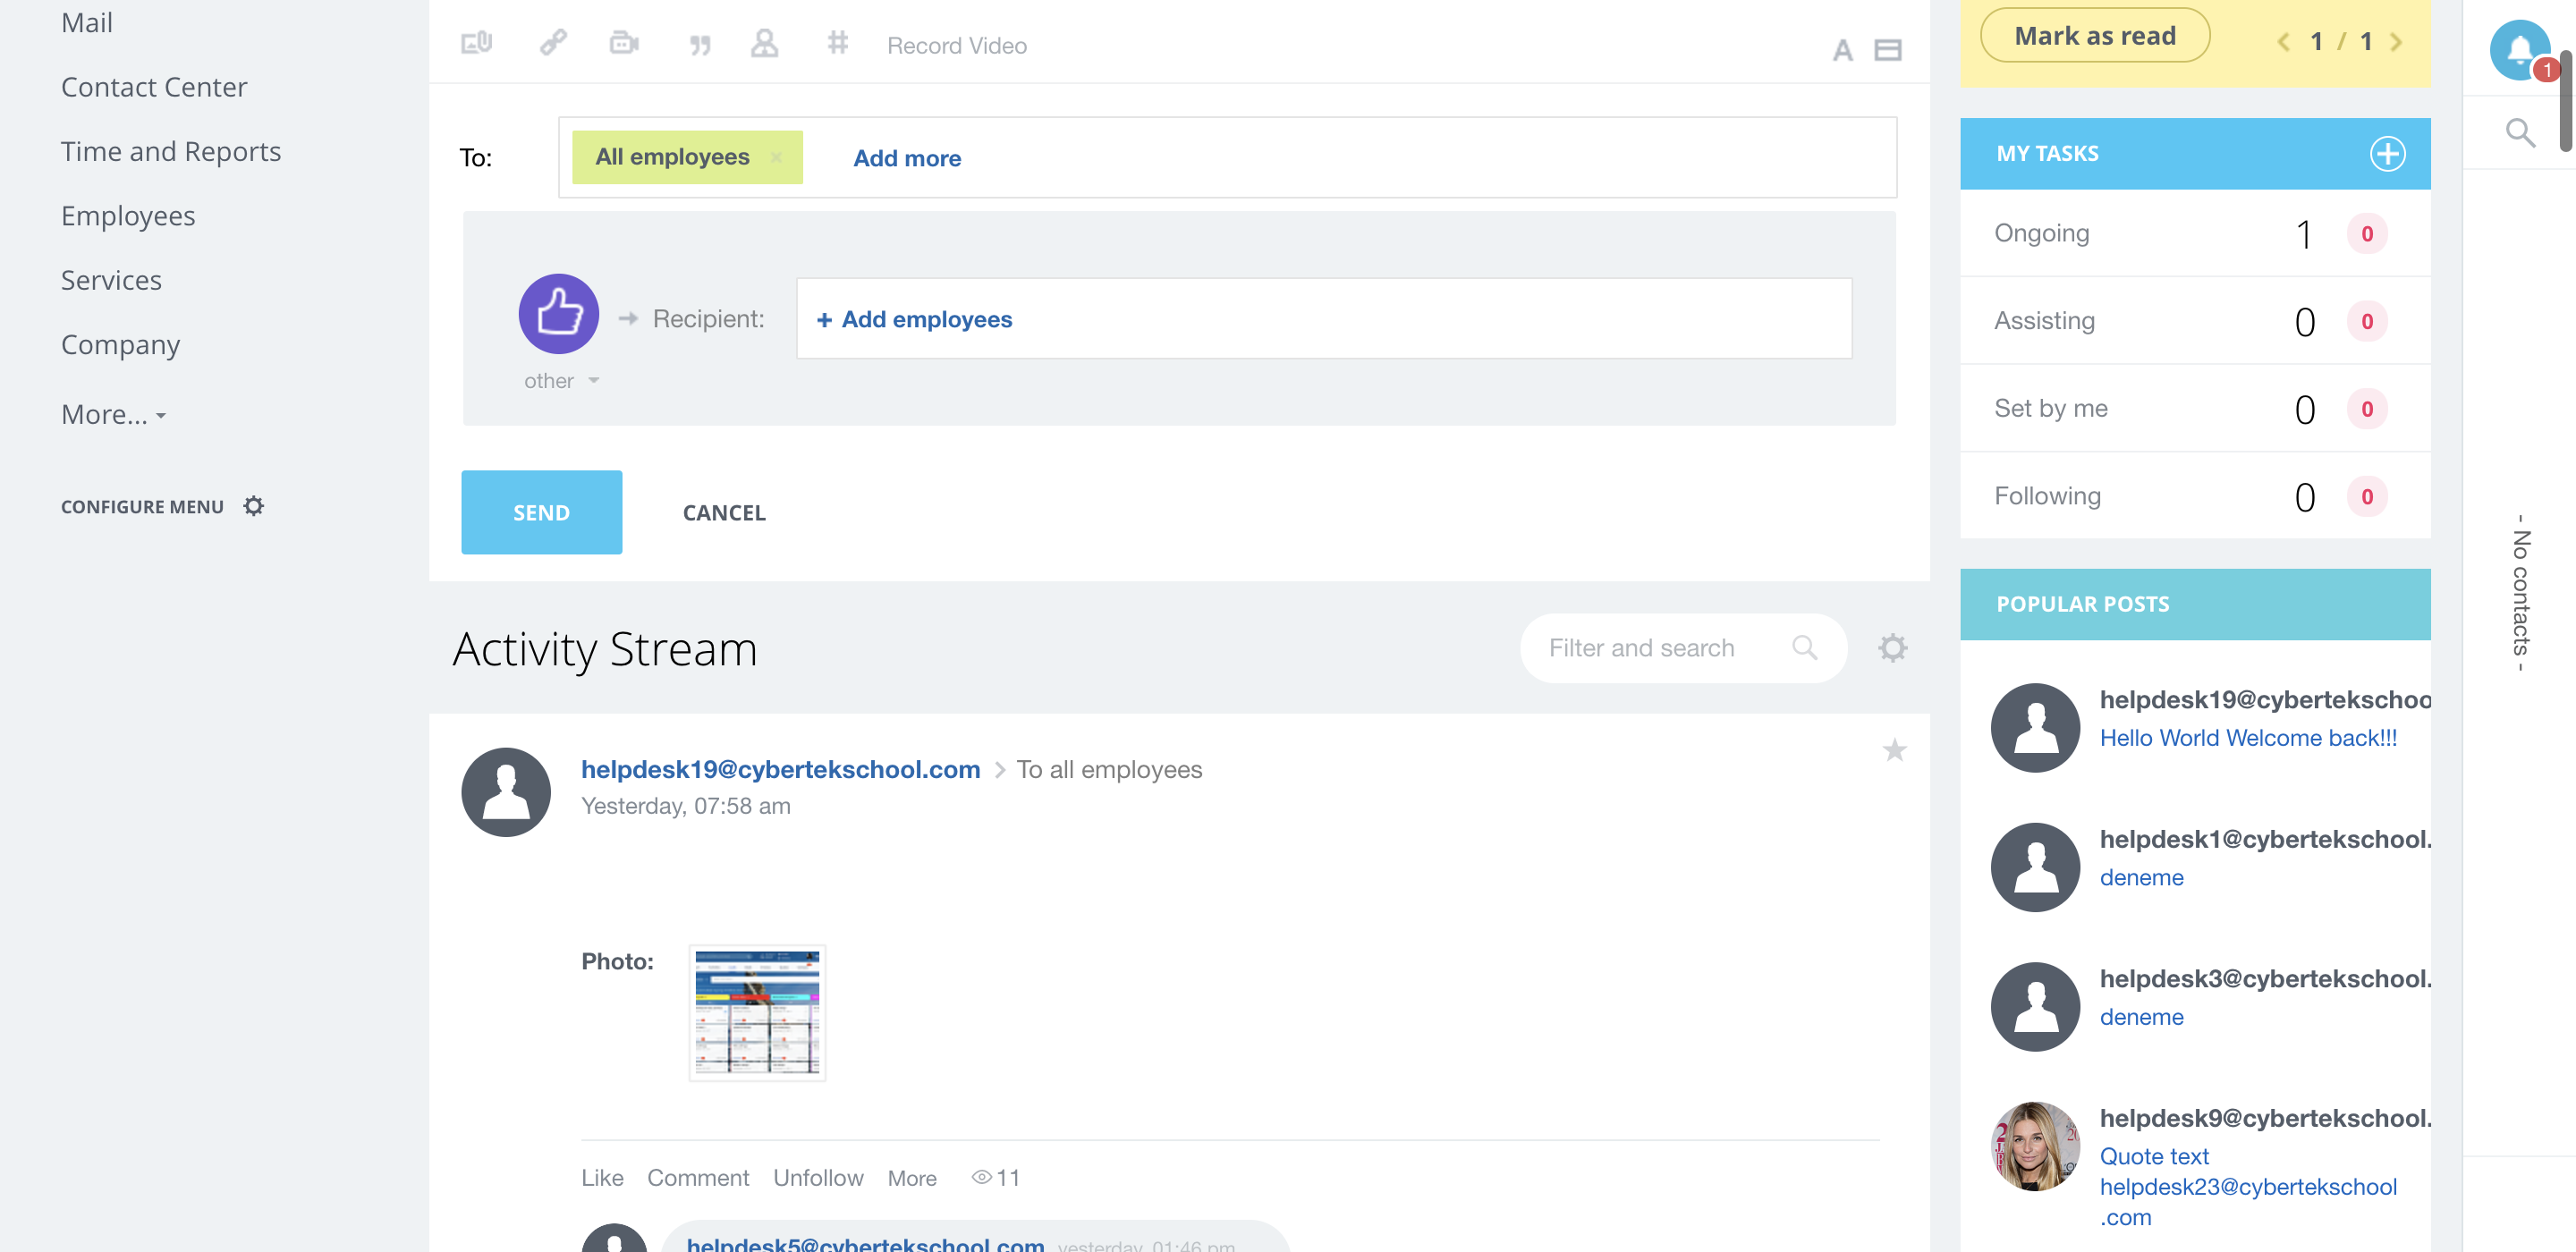 Mail
Contact Center
Time and Reports
Employees
Services
Company
More...
CONFIGURE MENU
Record Video
A
To:
All employees ×
Add more
Recipient:
+ Add employees
other
SEND
CANCEL
Activity Stream
Filter and search
helpdesk19@cybertekschool.com > To all employees
Yesterday, 07:58 am
Photo:
Like Comment Unfollow More 11
helpdesk5@cybertekschool.com yesterday, 01:46 pm
Mark as read
1 / 1
1
MY TASKS
Ongoing 1 0
Assisting 0 0
Set by me 0 0
Following 0 0
POPULAR POSTS
helpdesk19@cybertekschoo
Hello World Welcome back!!!
helpdesk1@cybertekschool.
deneme
helpdesk3@cybertekschool.
deneme
helpdesk9@cybertekschool.
Quote text
helpdesk23@cybertekschool
.com
- No contacts -